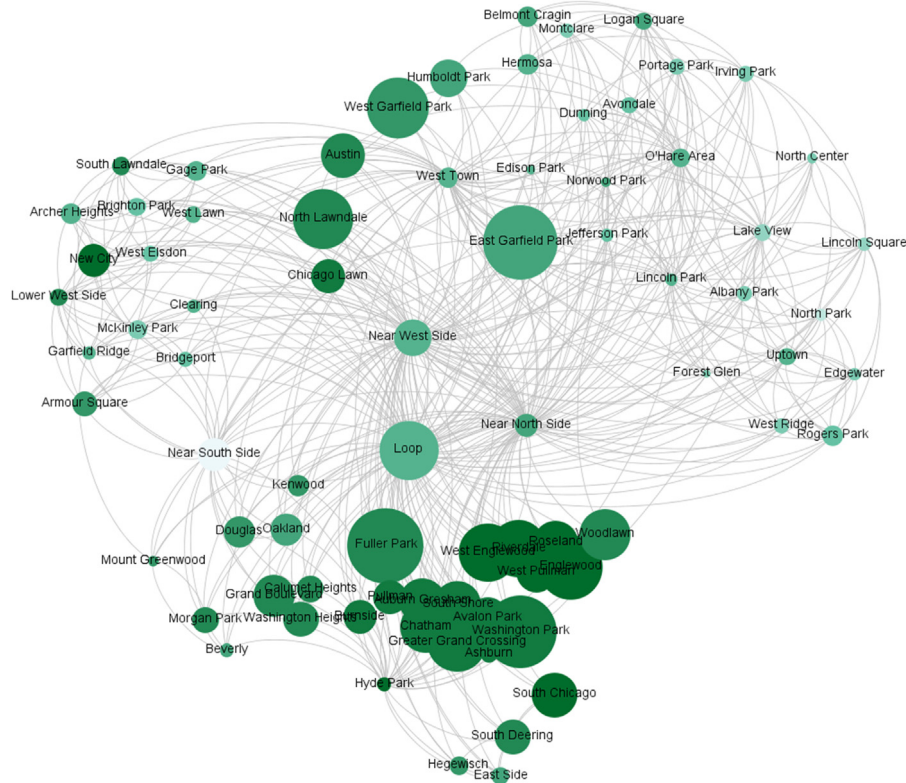 Belmont Cragin
Logan Square
Montclare
Hermosa
Portage Park
Irving Park
Humboldt Park
West Garfield Park
Dunning
Avondale
Austin
South Lawndale
Gage Park
West Town
Edison Park
O'Hare Area
North Center
Norwood Park
Archer Heights
Brighton Park
West Lawn
North Lawndale
East Garfield Park
Jefferson Park
Lake View
Lincoln Square
New City
West Elsdon
Chicago Lawn
Lincoln Park
Albany Park
Lower West Side
Clearing
North Park
McKinley Park
Near West Side
Garfield Ridge
Bridgeport
Uptown
Forest Glen
Edgewater
Armour Square
Near North Side
West Ridge
Rogers Park
Near South Side
Loop
Kenwood
Douglas
Oakland
Fuller Park
West Englewood
Riverdale
Roseland
Woodlawn
Mount Greenwood
West Pullman
Englewood
Calumet Heights
Grand Boulevard
Pullman
Auburn Gresham
South Shore
Morgan Park
Washington Heights
Burnside
Chatham
Avalon Park
Washington Park
Greater Grand Crossing
Beverly
Ashburn
Hyde Park
South Chicago
South Deering
Hegewisch
East Side